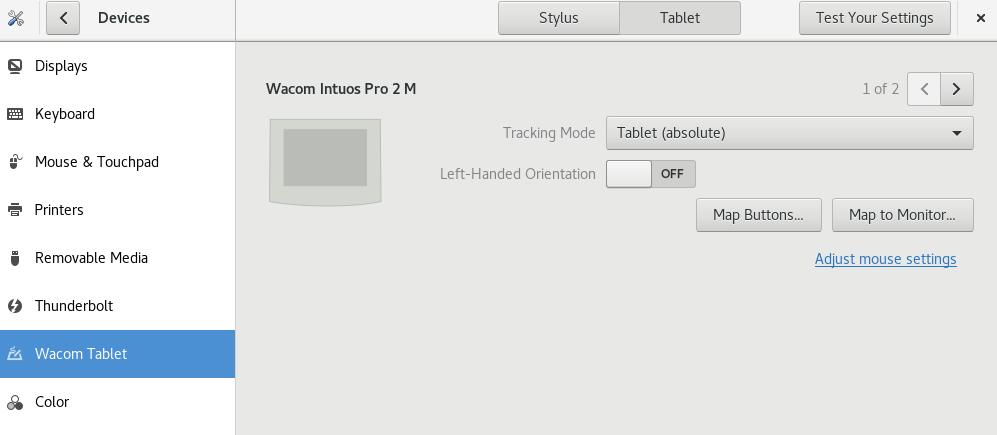 Devices
Stylus
Tablet
Test Your Settings
Displays
Keyboard
Mouse & Touchpad
Printers
Removable Media
Thunderbolt
Wacom Tablet
Color
Wacom Intuos Pro 2 M
1 of 2
Tracking Mode
Tablet (absolute)
Left-Handed Orientation
OFF
Map Buttons...
Map to Monitor...
Adjust mouse settings